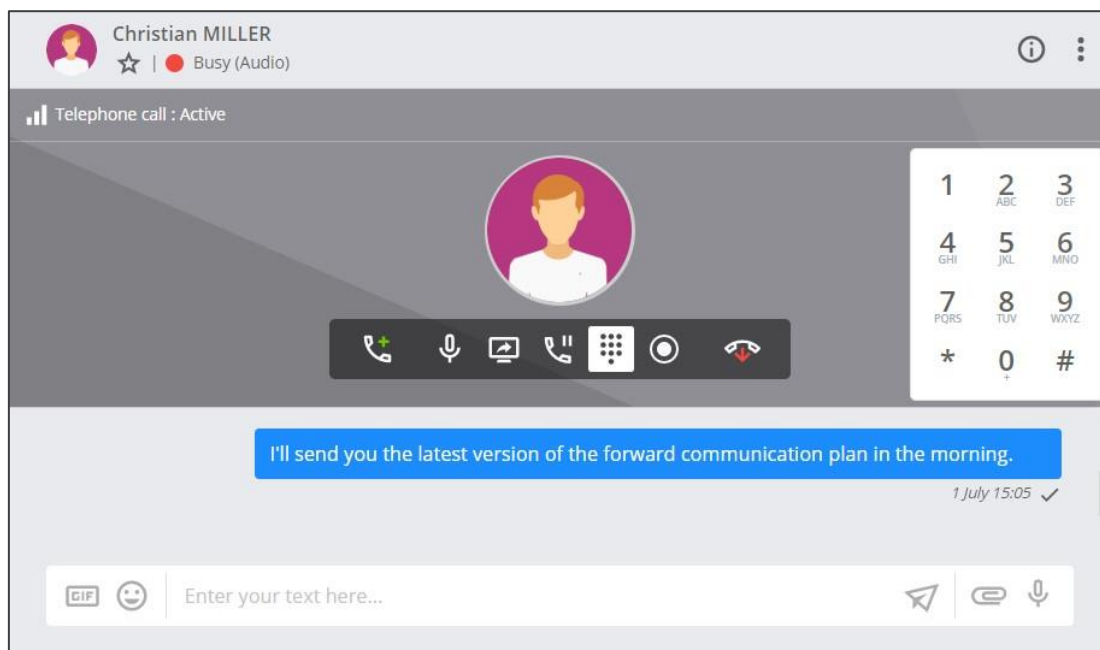 Christian MILLER
Busy (Audio)
Telephone call : Active
1 2 3
ABC DEF
4 5 6
GHI JKL MNO
7 8 9
PQRS TUV WXYZ
* 0 #
+
I'll send you the latest version of the forward communication plan in the morning.
1 July 15:05
GIF Enter your text here...